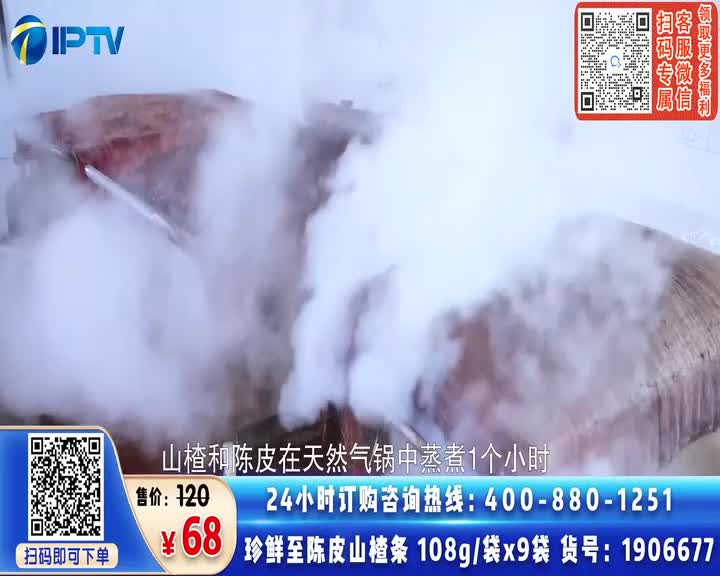 IPTV
扫码专属
客服微信
领取更多福利
山楂和陈皮在天然气锅中蒸煮1个小时
扫码即可下单
售价：120
¥68
24小时订购咨询热线：400-880-1251
珍鲜至陈皮山楂条 108g/袋x9袋 货号：1906677